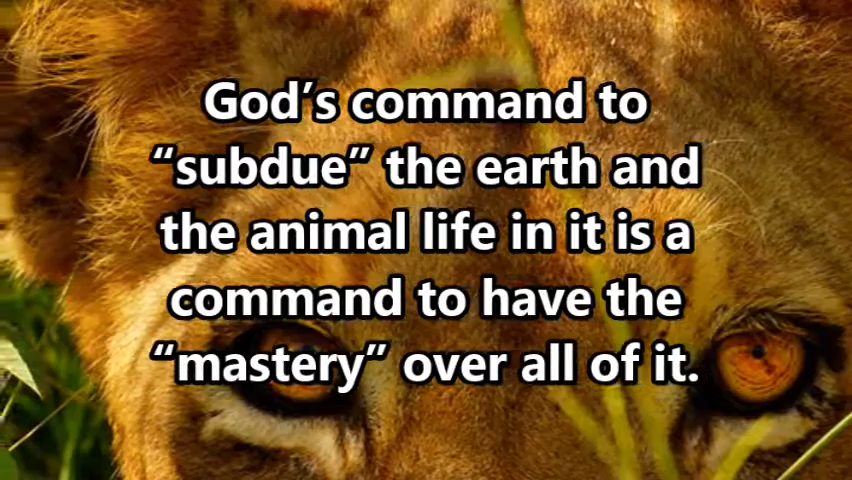 God’s command to
“subdue” the earth and
the animal life in it is a
command to have the
“mastery” over all of it.